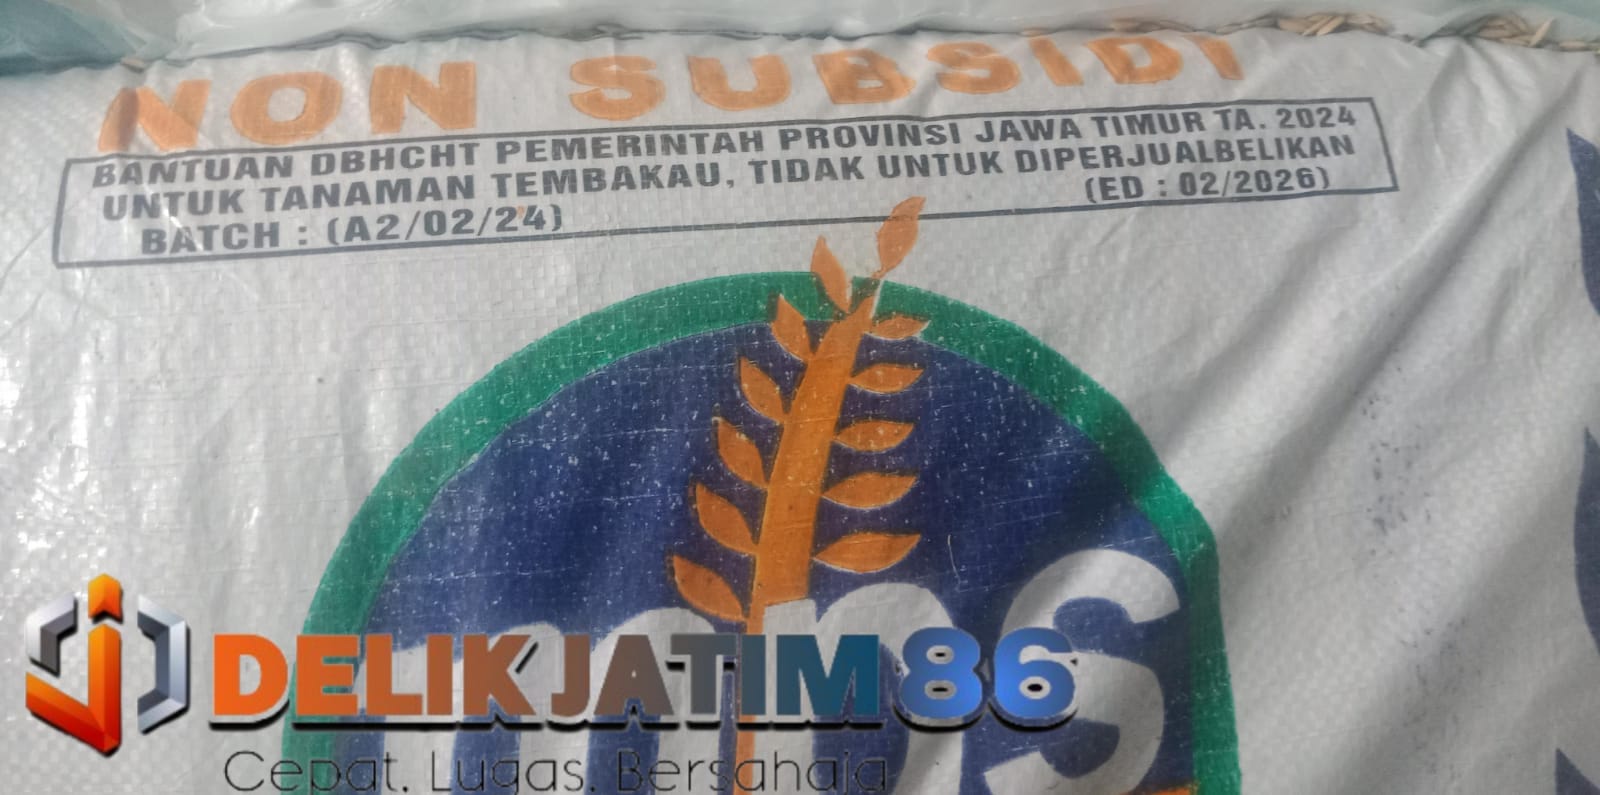 NON SUBSIDI
BANTUAN DBHCHT PEMERINTAH PROVINSI JAWA TIMUR TA. 2024
UNTUK TANAMAN TEMBAKAU, TIDAK UNTUK DIPERJUALBELIKAN
BATCH : (A2/02/24) (ED : 02/2026)
mps
DELIKJATIM86
Cepat. Lugas. Bersahaja